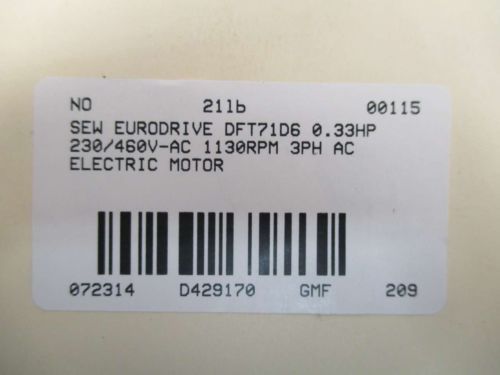 NO 21lb 00115
SEW EURODRIVE DFT71D6 0.33HP
230/460V-AC 1130RPM 3PH AC
ELECTRIC MOTOR
072314 D429170 GMF 209